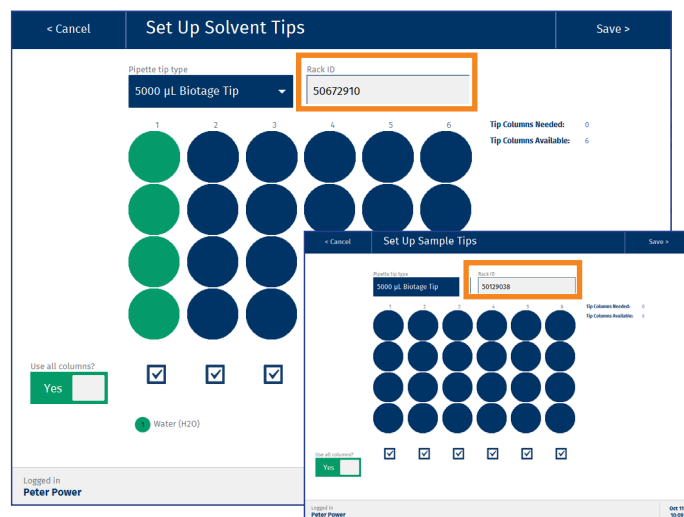 < Cancel
Set Up Solvent Tips
Save >
Pipette tip type
Rack ID
5000 µL Biotage Tip
50672910
1 2 3 4 5 6
Tip Columns Needed: 0
Tip Columns Available: 6
Use all columns?
Yes
1 Water (H2O)
Logged in
Peter Power
< Cancel
Set Up Sample Tips
Save >
Pipette tip type
Rack ID
5000 µL Biotage Tip
50129038
1 2 3 4 5 6
Tip Columns Needed: 0
Tip Columns Available:
Use all columns?
Yes
Logged in
Peter Power
Oct 11
10:09